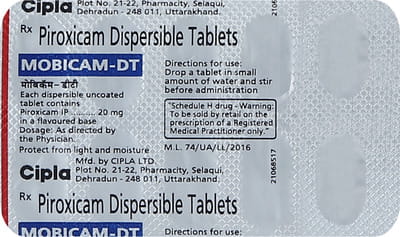 Cipla
Plot No. 21-22, Pharmacity, Selaqui,
Dehradun - 248 011, Uttarakhand.
Rx Piroxicam Dispersible Tablets
MOBICAM-DT
मोबिकॅम-डीटी
Each dispersible uncoated
tablet contains
Piroxicam IP.......... 20 mg
in a flavoured base
Dosage: As directed by
the Physician.
Protect from light and moisture
Directions for use:
Drop a tablet in small
amount of water and stir
before administration
"Schedule H drug - Warning:
To be sold by retail on the
prescription of a Registered
Medical Practitioner only."
M.L. 74/UA/LL/2016
21068517
Cipla
Mfd. by CIPLA LTD.
Plot No. 21-22, Pharmacity, Selaqui,
Dehradun - 248 011, Uttarakhand.
Rx Piroxicam Dispersible Tablets
MOBICAM-DT
Directions for use:
21068517